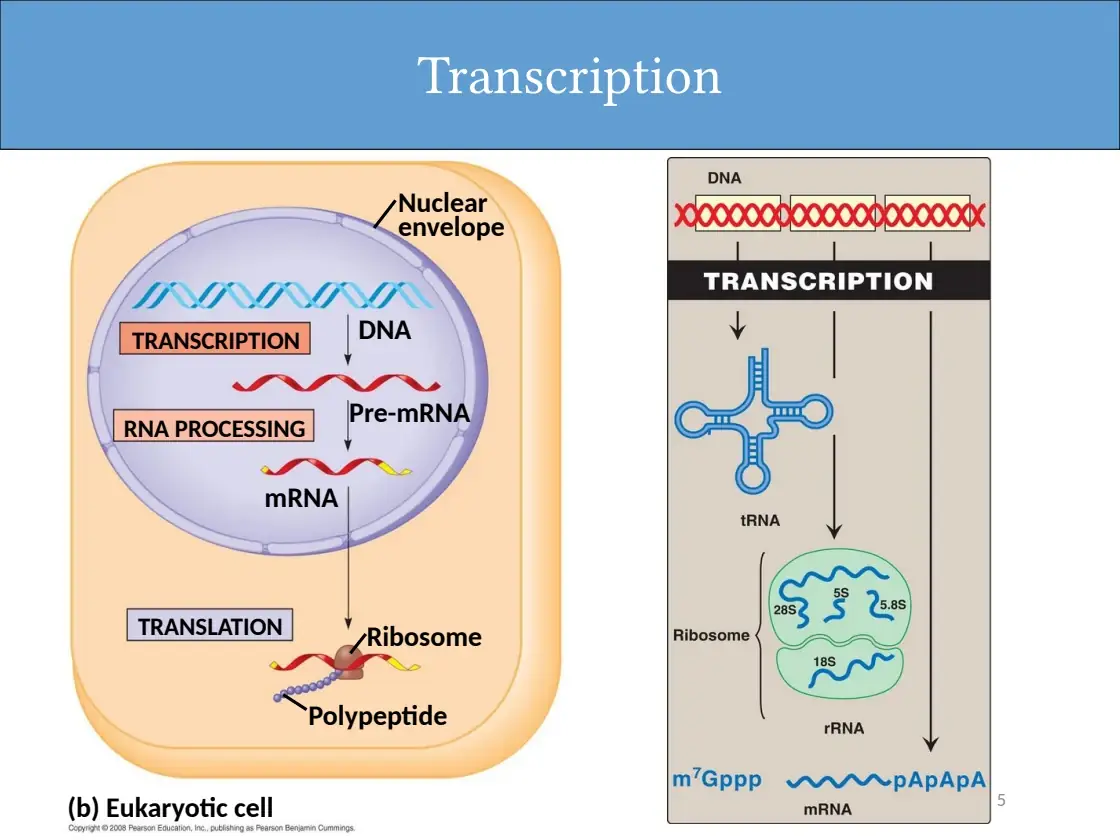 Transcription
Nuclear
envelope
DNA
TRANSCRIPTION
Pre-mRNA
RNA PROCESSING
mRNA
TRANSLATION
Ribosome
Polypeptide
(b) Eukaryotic cell
Copyright © 2008 Pearson Education, Inc., publishing as Pearson Benjamin Cummings.
DNA
TRANSCRIPTION
tRNA
28S
5S
5.8S
Ribosome
18S
rRNA
m⁷Gppp
pApApA
mRNA
5